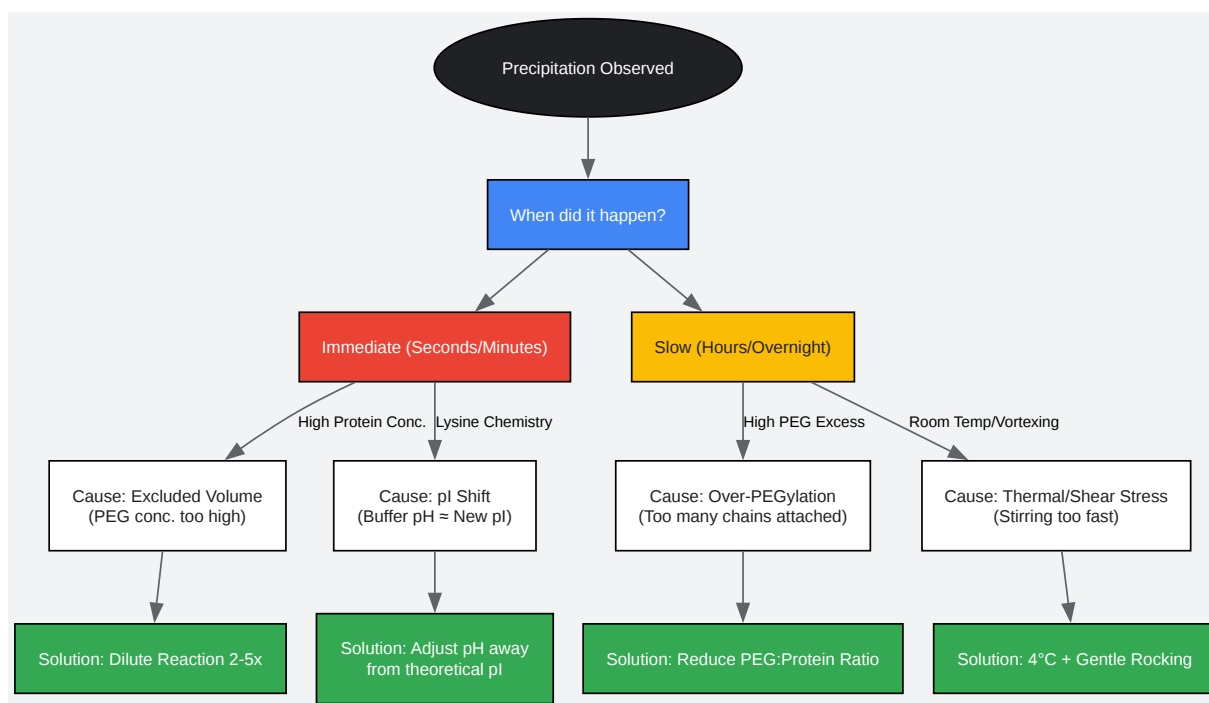 Precipitation Observed
When did it happen?
Immediate (Seconds/Minutes)
Slow (Hours/Overnight)
High Protein Conc.
Lysine Chemistry
High PEG Excess
Room Temp/Vortexing
Cause: Excluded Volume
(PEG conc. too high)
Cause: pI Shift
(Buffer pH ≈ New pI)
Cause: Over-PEGylation
(Too many chains attached)
Cause: Thermal/Shear Stress
(Stirring too fast)
Solution: Dilute Reaction 2-5x
Solution: Adjust pH away
from theoretical pI
Solution: Reduce PEG:Protein Ratio
Solution: 4°C + Gentle Rocking